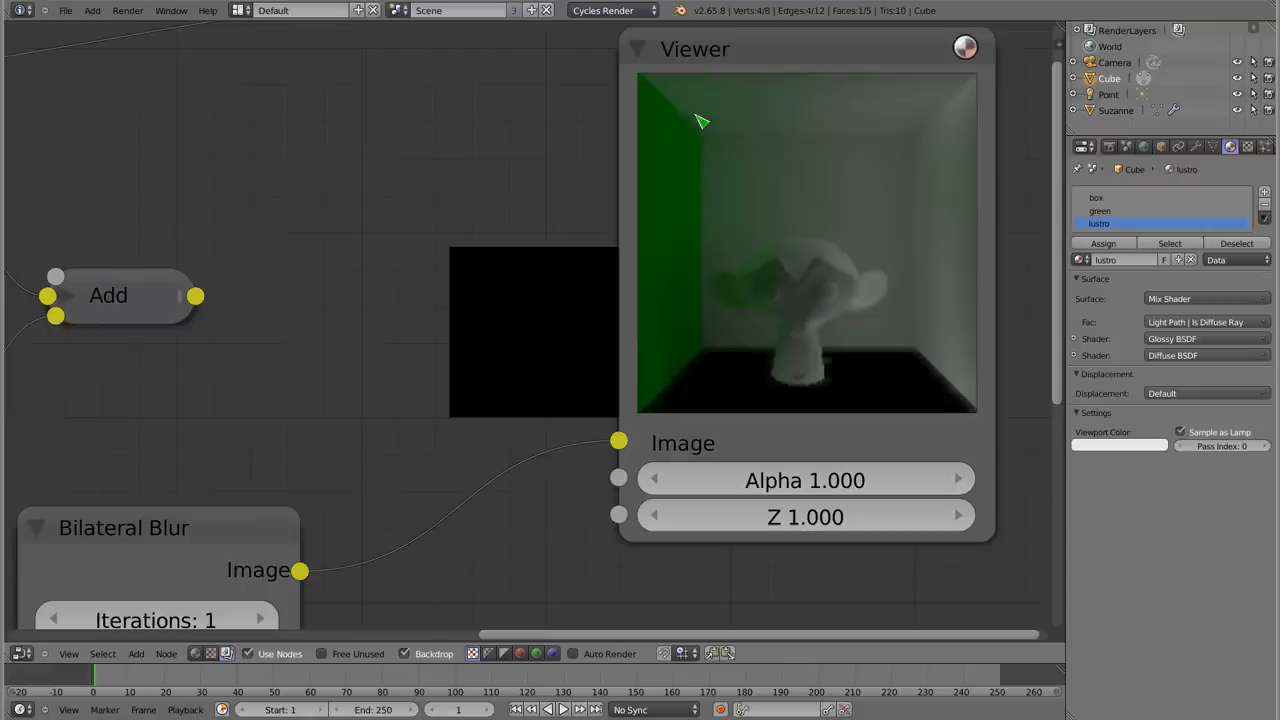 File Add Render Window Help Default Scene 3 Cycles Render v2.65.8 | Verts:4/8 | Edges:4/12 | Faces:1/5 | Tris:10 | Cube
Viewer
Add
Image
Alpha 1.000
Z 1.000
Bilateral Blur
Image
Iterations: 1
RenderLayers
World
Camera
Cube
Point
Suzanne
Cube lustro
box
green
lustro
Assign Select Deselect
lustro F Data
Surface
Surface: Mix Shader
Fac: Light Path | Is Diffuse Ray
Shader: Glossy BSDF
Shader: Diffuse BSDF
Displacement
Displacement: Default
Settings
Viewport Color: Sample as Lamp
Pass Index: 0
View Select Add Node Use Nodes Free Unused Backdrop Auto Render
-20 -10 0 10 20 30 40 50 60 70 80 90 100 110 120 130 140 150 160 170 180 190 200 210 220 230 240 250 260
View Marker Frame Playback Start: 1 End: 250 1 No Sync